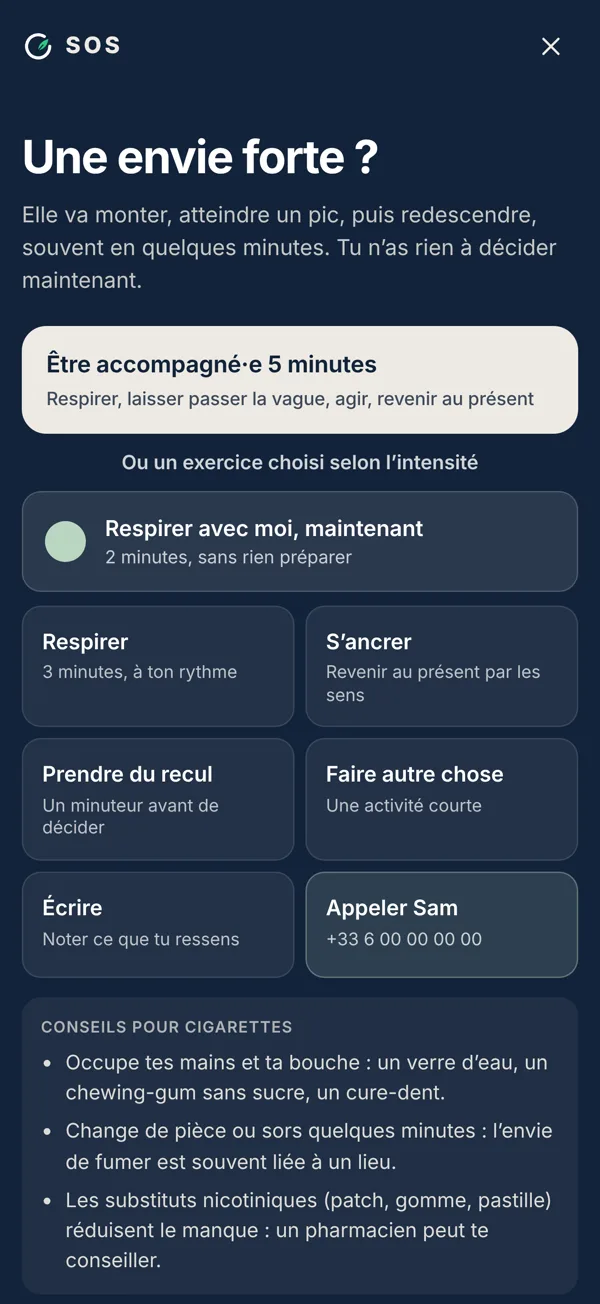 SOS
Une envie forte ?
Elle va monter, atteindre un pic, puis redescendre,
souvent en quelques minutes. Tu n’as rien à décider
maintenant.
Être accompagné·e 5 minutes
Respirer, laisser passer la vague, agir, revenir au présent
Ou un exercice choisi selon l’intensité
Respirer avec moi, maintenant
2 minutes, sans rien préparer
Respirer
3 minutes, à ton rythme
S’ancrer
Revenir au présent par les
sens
Prendre du recul
Un minuteur avant de
décider
Faire autre chose
Une activité courte
Écrire
Noter ce que tu ressens
Appeler Sam
+33 6 00 00 00 00
CONSEILS POUR CIGARETTES
• Occupe tes mains et ta bouche : un verre d’eau, un
chewing-gum sans sucre, un cure-dent.
• Change de pièce ou sors quelques minutes : l’envie
de fumer est souvent liée à un lieu.
• Les substituts nicotiniques (patch, gomme, pastille)
réduisent le manque : un pharmacien peut te
conseiller.